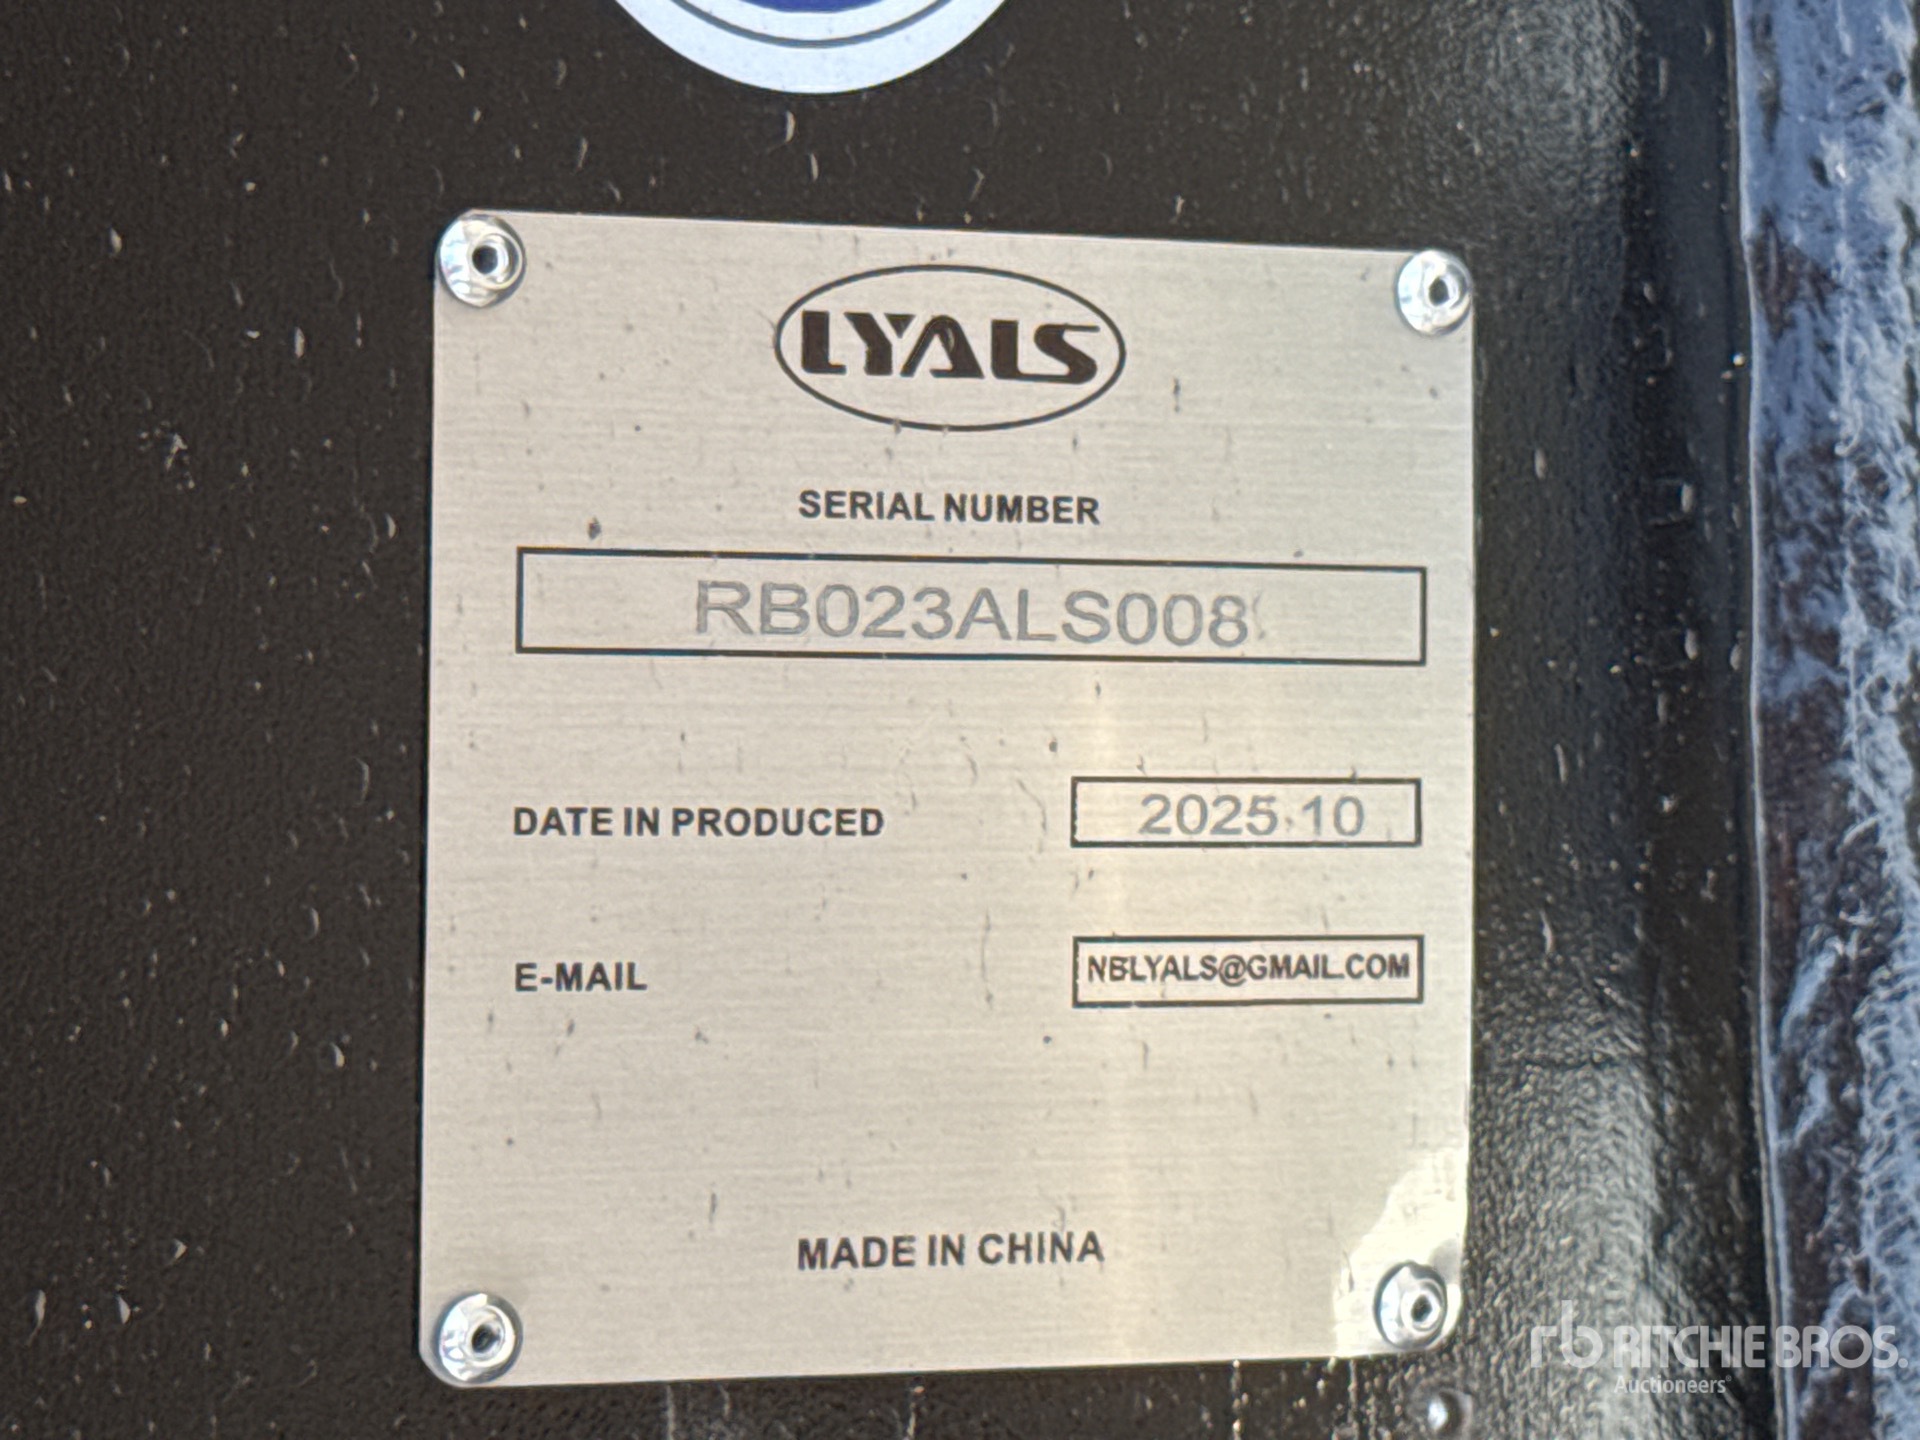 LYALS
SERIAL NUMBER
RB023ALS008
DATE IN PRODUCED
2025.10
E-MAIL
NBLYALS@GMAIL.COM
MADE IN CHINA
rb RITCHIE BROS.
Auctioneers